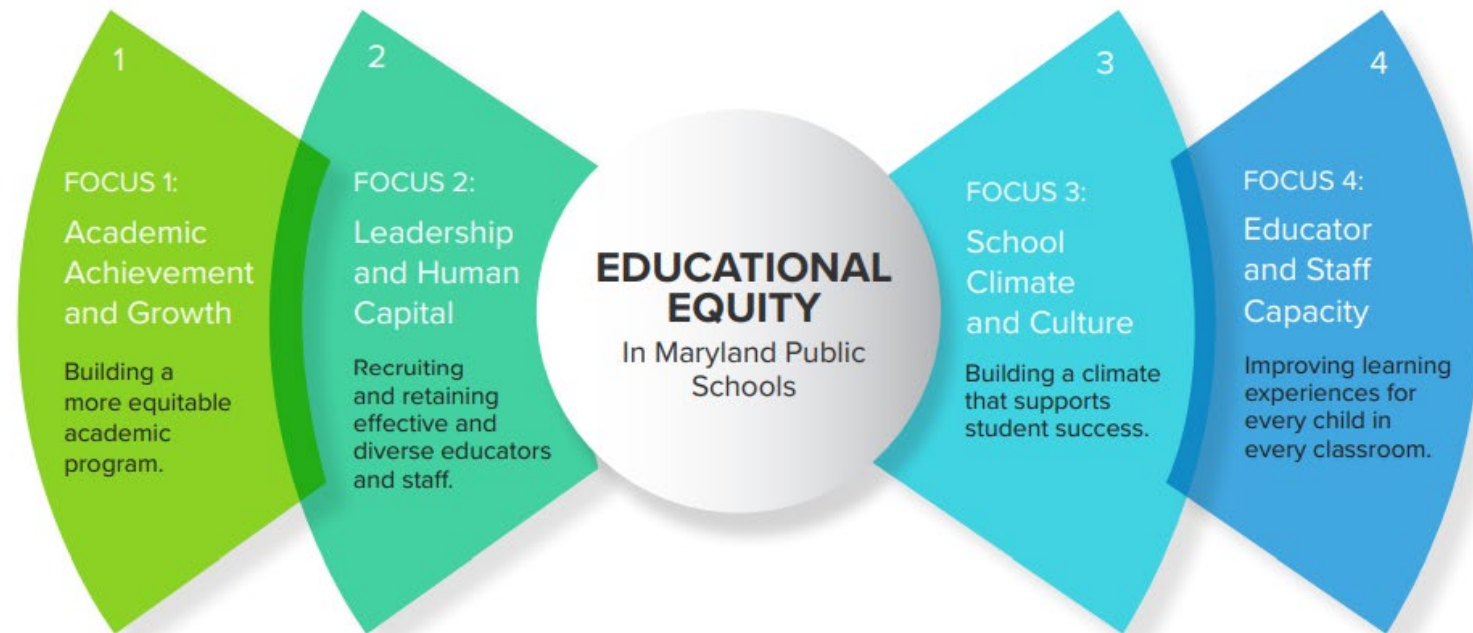 1
FOCUS 1:
Academic
Achievement
and Growth
Building a
more equitable
academic
program.
2
FOCUS 2:
Leadership
and Human
Capital
Recruiting
and retaining
effective and
diverse educators
and staff.
EDUCATIONAL
EQUITY
In Maryland Public
Schools
3
FOCUS 3:
School
Climate
and Culture
Building a climate
that supports
student success.
4
FOCUS 4:
Educator
and Staff
Capacity
Improving learning
experiences for
every child in
every classroom.